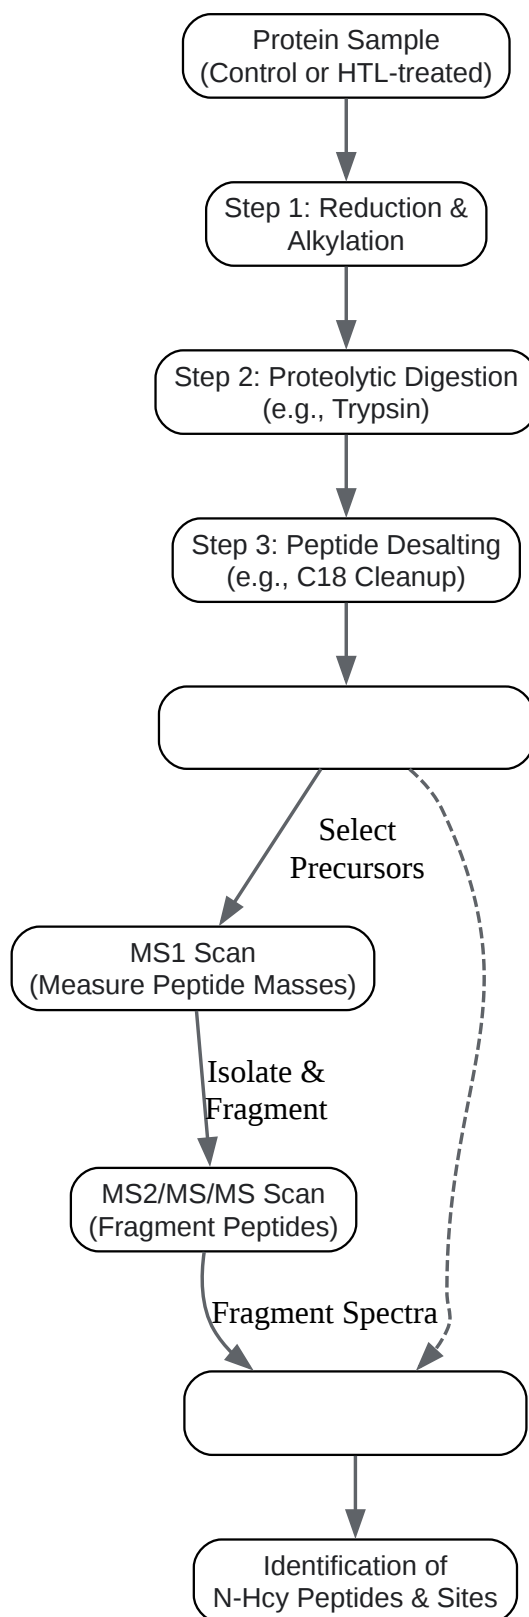 Protein Sample
(Control or HTL-treated)
Step 1: Reduction &
Alkylation
Step 2: Proteolytic Digestion
(e.g., Trypsin)
Step 3: Peptide Desalting
(e.g., C18 Cleanup)
Select
Precursors
MS1 Scan
(Measure Peptide Masses)
Isolate &
Fragment
MS2/MS/MS Scan
(Fragment Peptides)
Fragment Spectra
Identification of
N-Hcy Peptides & Sites